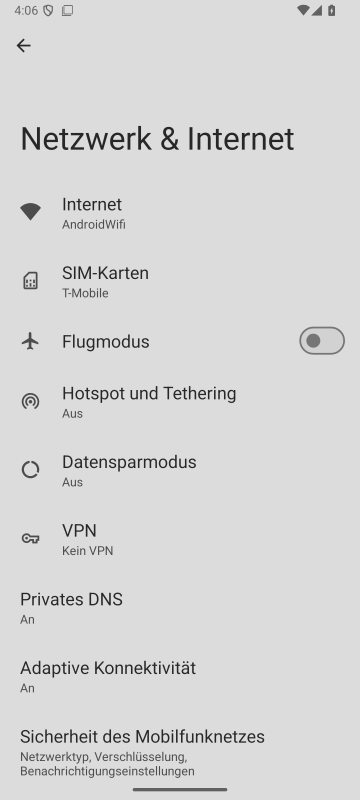 4:06
Netzwerk & Internet
Internet
AndroidWifi
SIM-Karten
T-Mobile
Flugmodus
Hotspot und Tethering
Aus
Datensparmodus
Aus
VPN
Kein VPN
Privates DNS
An
Adaptive Konnektivität
An
Sicherheit des Mobilfunknetzes
Netzwerktyp, Verschlüsselung,
Benachrichtigungseinstellungen